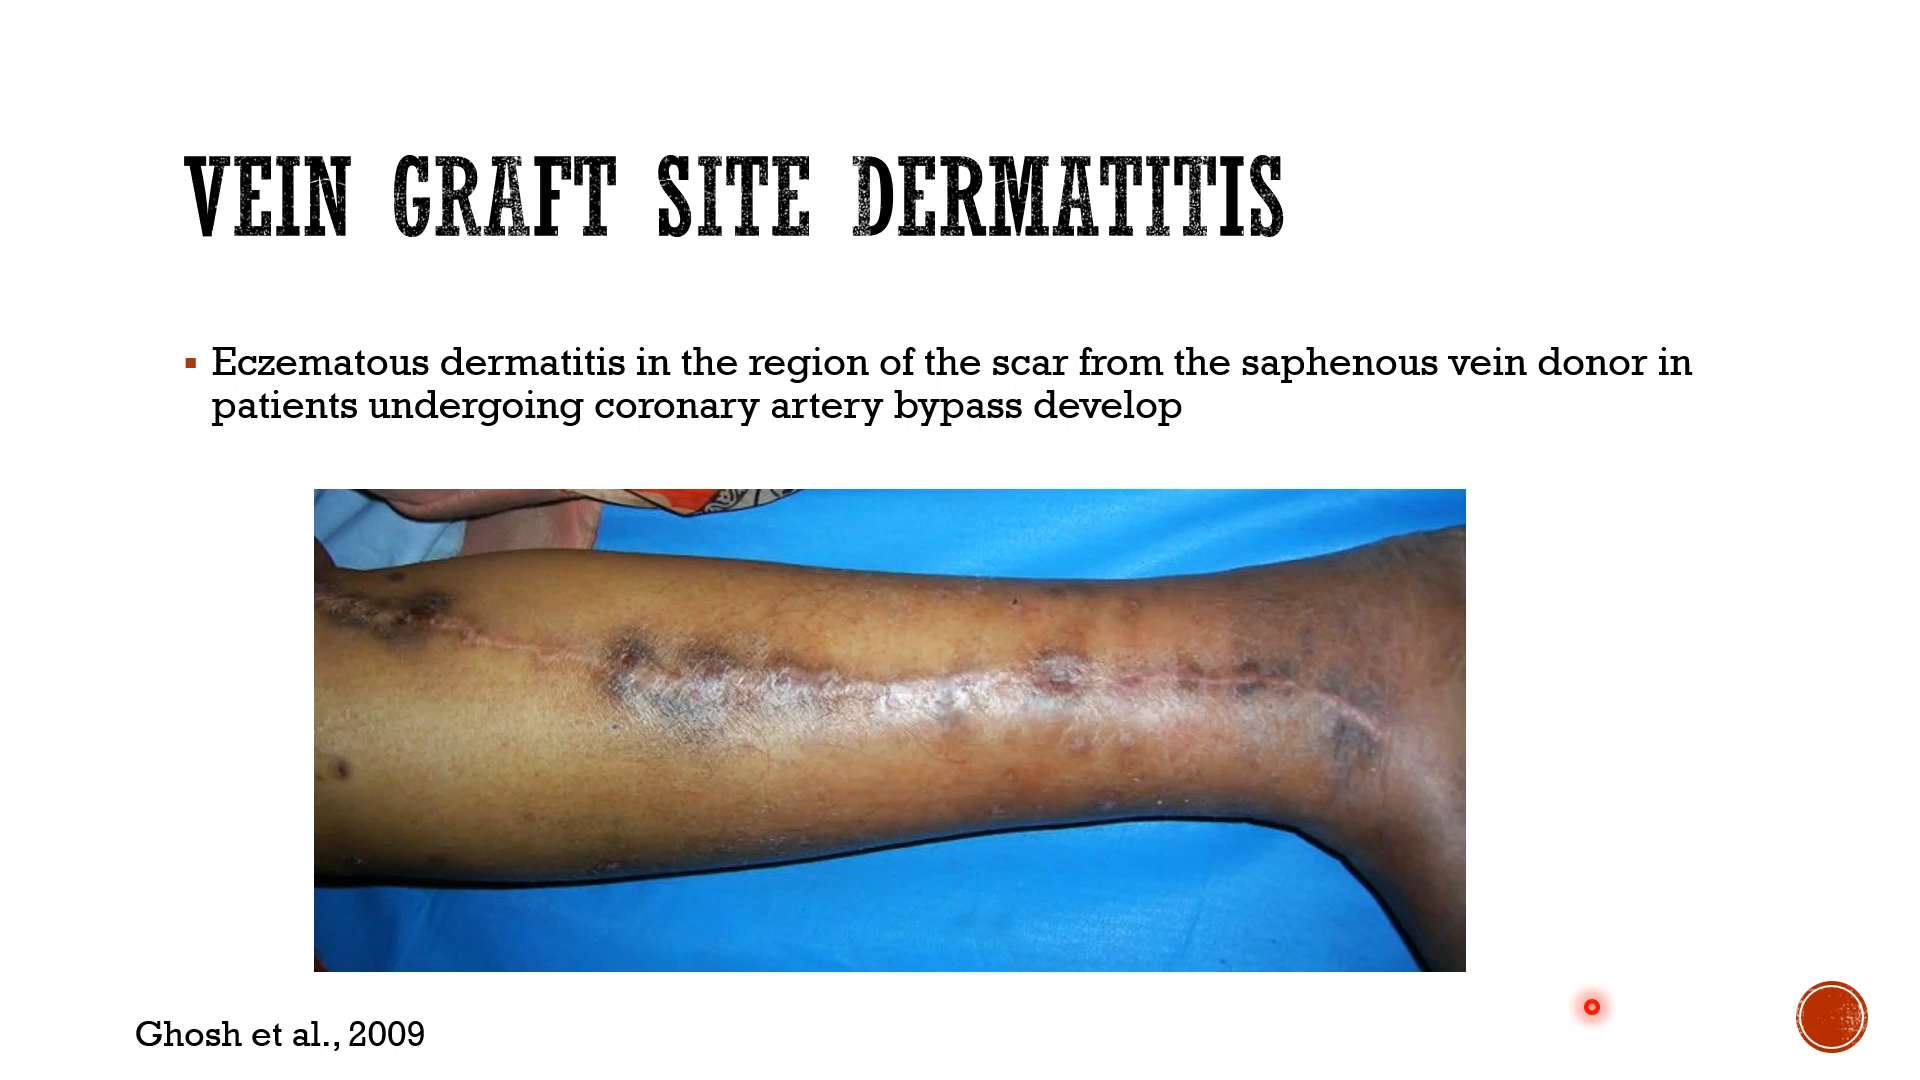 VEIN GRAFT SITE DERMATITIS
▪ Eczematous dermatitis in the region of the scar from the saphenous vein donor in
patients undergoing coronary artery bypass develop
Ghosh et al., 2009